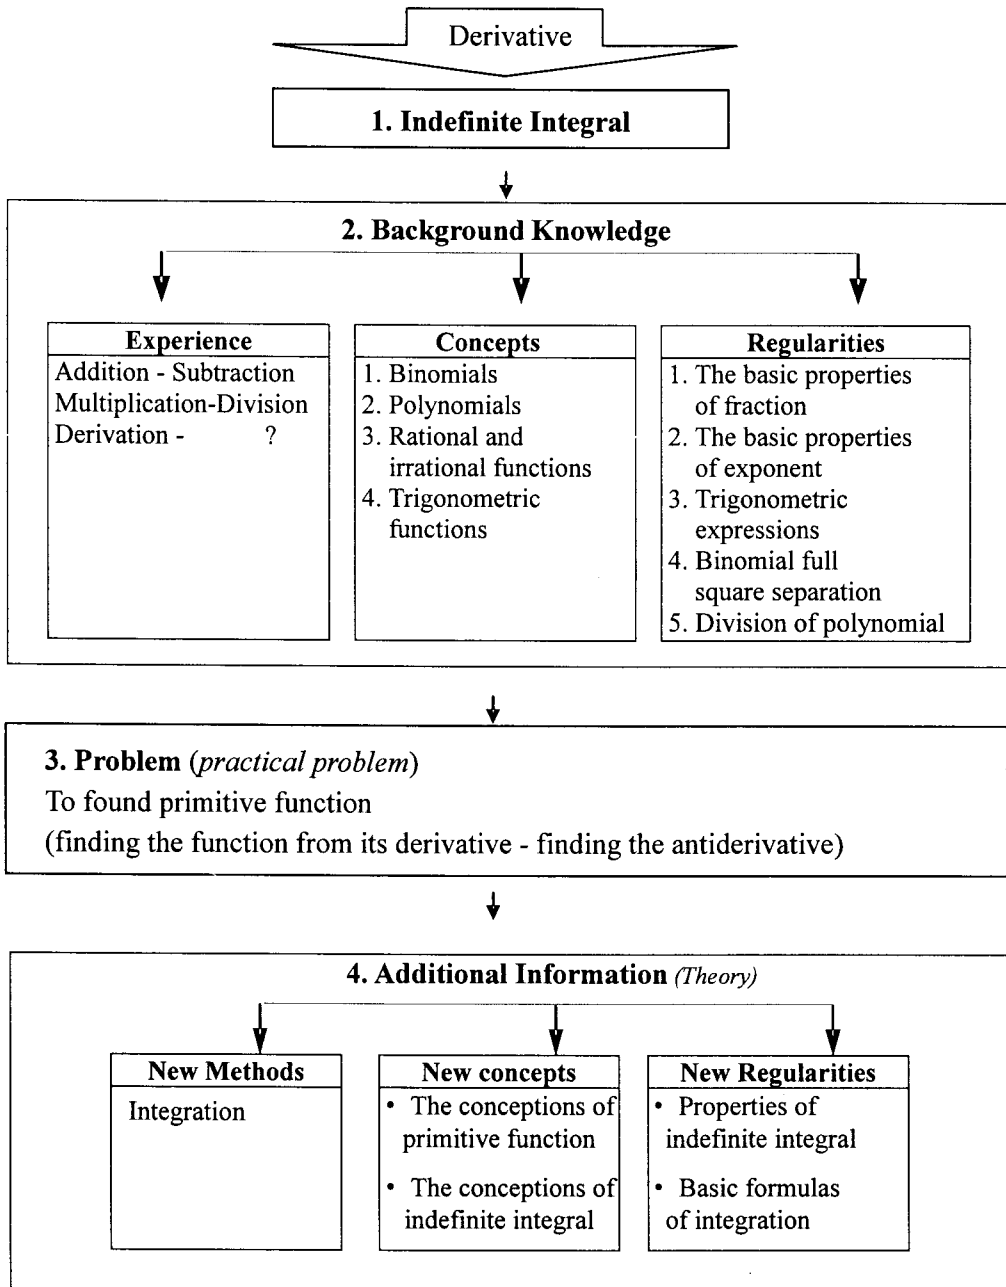 Derivative
1. Indefinite Integral
2. Background Knowledge
Experience
Addition - Subtraction
Multiplication-Division
Derivation - ?
Concepts
1. Binomials
2. Polynomials
3. Rational and
irrational functions
4. Trigonometric
functions
Regularities
1. The basic properties
of fraction
2. The basic properties
of exponent
3. Trigonometric
expressions
4. Binomial full
square separation
5. Division of polynomial
3. Problem (practical problem)
To found primitive function
(finding the function from its derivative - finding the antiderivative)
4. Additional Information (Theory)
New Methods
Integration
New concepts
• The conceptions of
primitive function
• The conceptions of
indefinite integral
New Regularities
• Properties of
indefinite integral
• Basic formulas
of integration